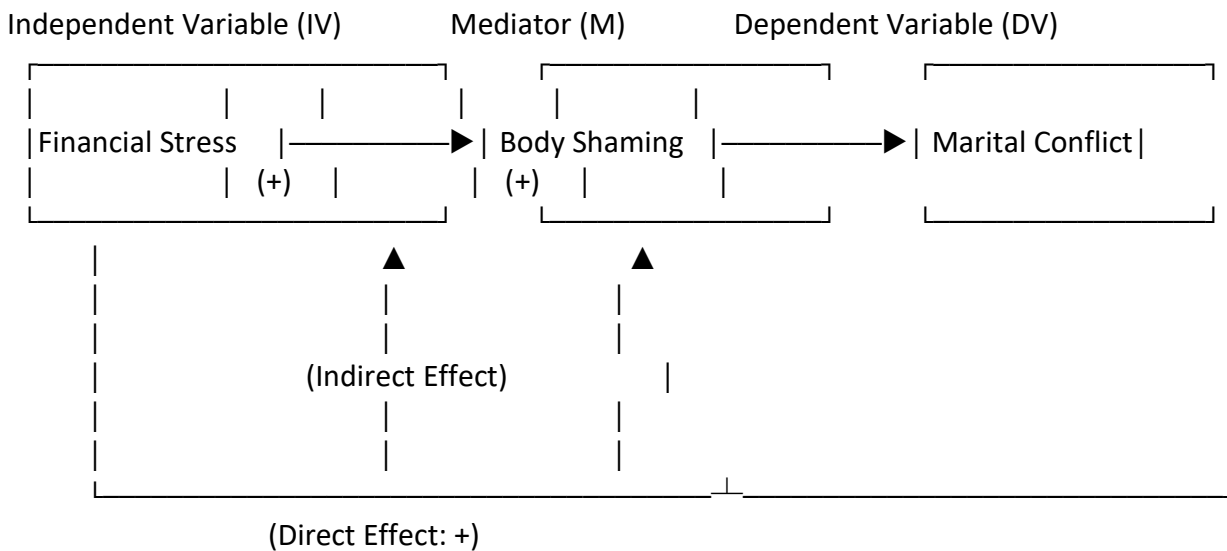 Independent Variable (IV) Mediator (M) Dependent Variable (DV)
Financial Stress Body Shaming Marital Conflict
(+) (+)
(Indirect Effect)
(Direct Effect: +)